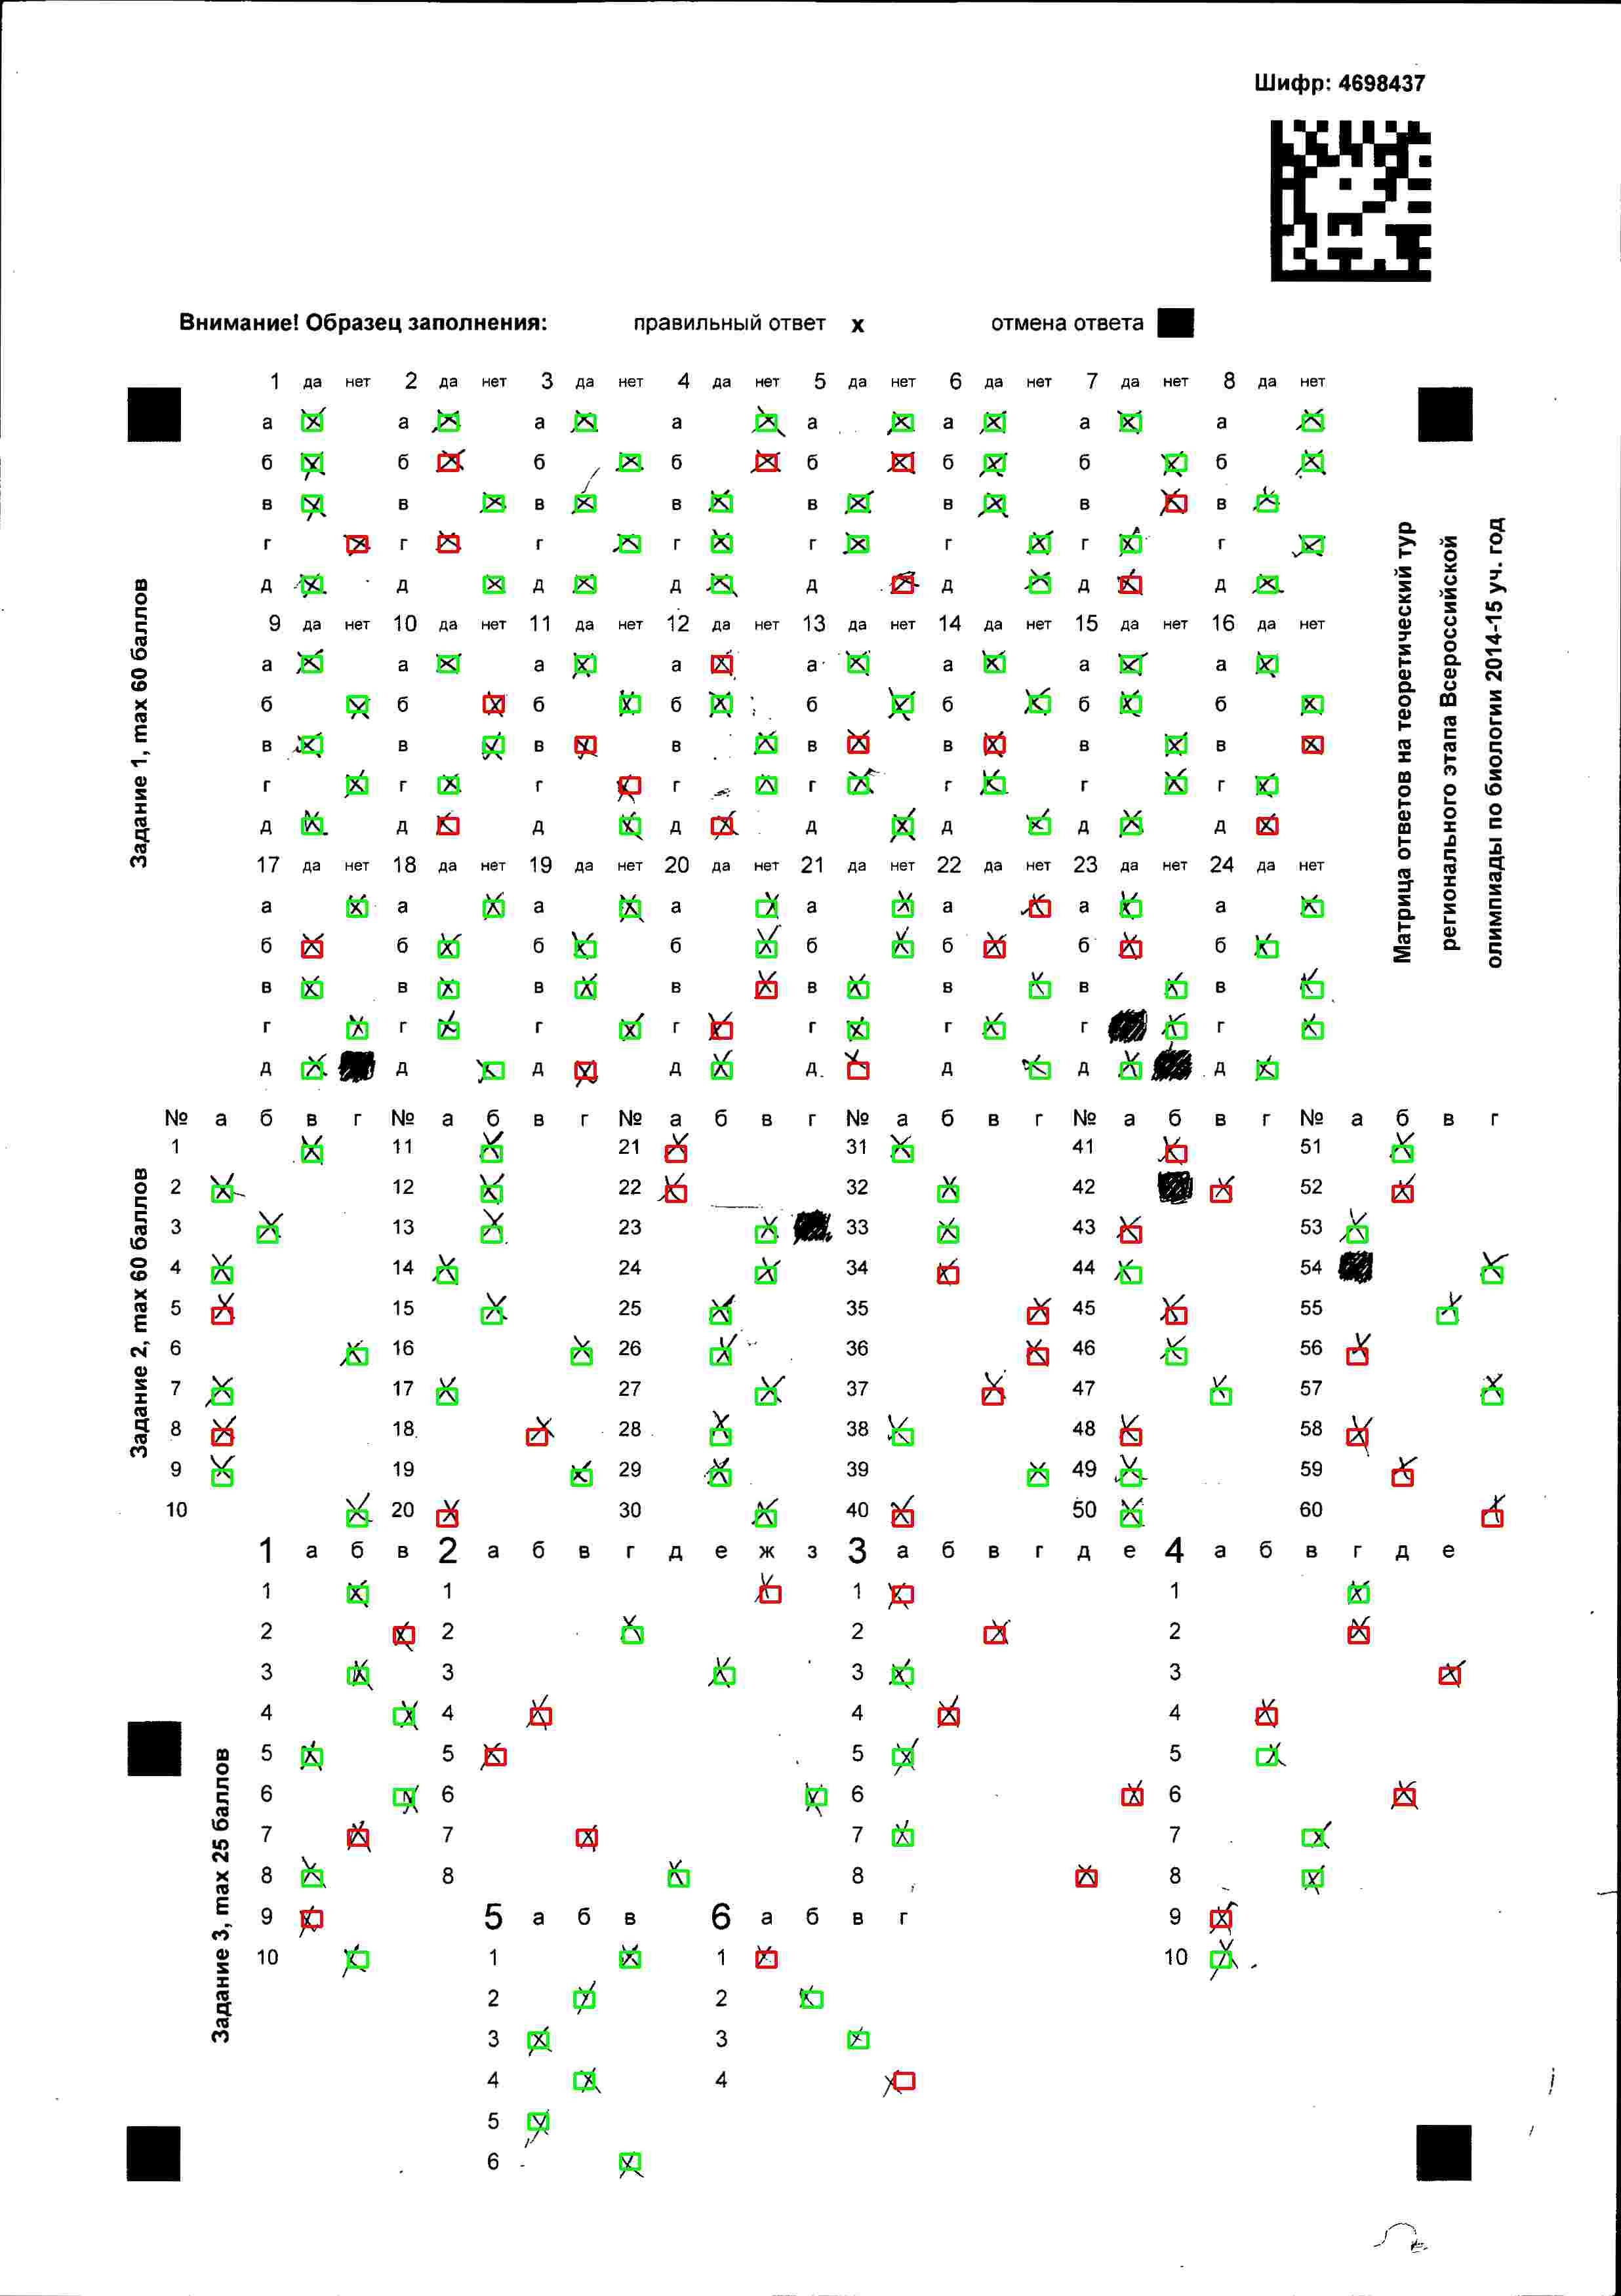 Шифр: 4698437
Внимание! Образец заполнения: правильный ответ x отмена ответа
1 да нет 2 да нет 3 да нет 4 да нет 5 да нет 6 да нет 7 да нет 8 да нет
а а а а а а а а
б б б б б б б б
в в в в в в в в
г г г г г г г г
д д д д д д д д
9 да нет 10 да нет 11 да нет 12 да нет 13 да нет 14 да нет 15 да нет 16 да нет
а а а а а а а а
б б б б б б б б
в в в в в в в в
г г г г г г г г
д д д д д д д д
17 да нет 18 да нет 19 да нет 20 да нет 21 да нет 22 да нет 23 да нет 24 да нет
а а а а а а а а
б б б б б б б б
в в в в в в в в
г г г г г г г г
д д д д д д д д
Задание 1, max 60 баллов
Матрица ответов на теоретический тур
регионального этапа Всероссийской
олимпиады по биологии 2014-15 уч. год
№ а б в г № а б в г № а б в г № а б в г № а б в г № а б в г
1 11 21 31 41 51
2 12 22 32 42 52
3 13 23 33 43 53
4 14 24 34 44 54
5 15 25 35 45 55
6 16 26 36 46 56
7 17 27 37 47 57
8 18 28 38 48 58
9 19 29 39 49 59
10 20 30 40 50 60
Задание 2, max 60 баллов
1 а б в 2 а б в г д е ж з 3 а б в г д е 4 а б в г д е
1 1 1 1
2 2 2 2
3 3 3 3
4 4 4 4
5 5 5 5
6 6 6 6
7 7 7 7
8 8 8 8
9 5 а б в 6 а б в г 9
10 1 1 10
2 2
3 3
4 4
5
6
Задание 3, max 25 баллов